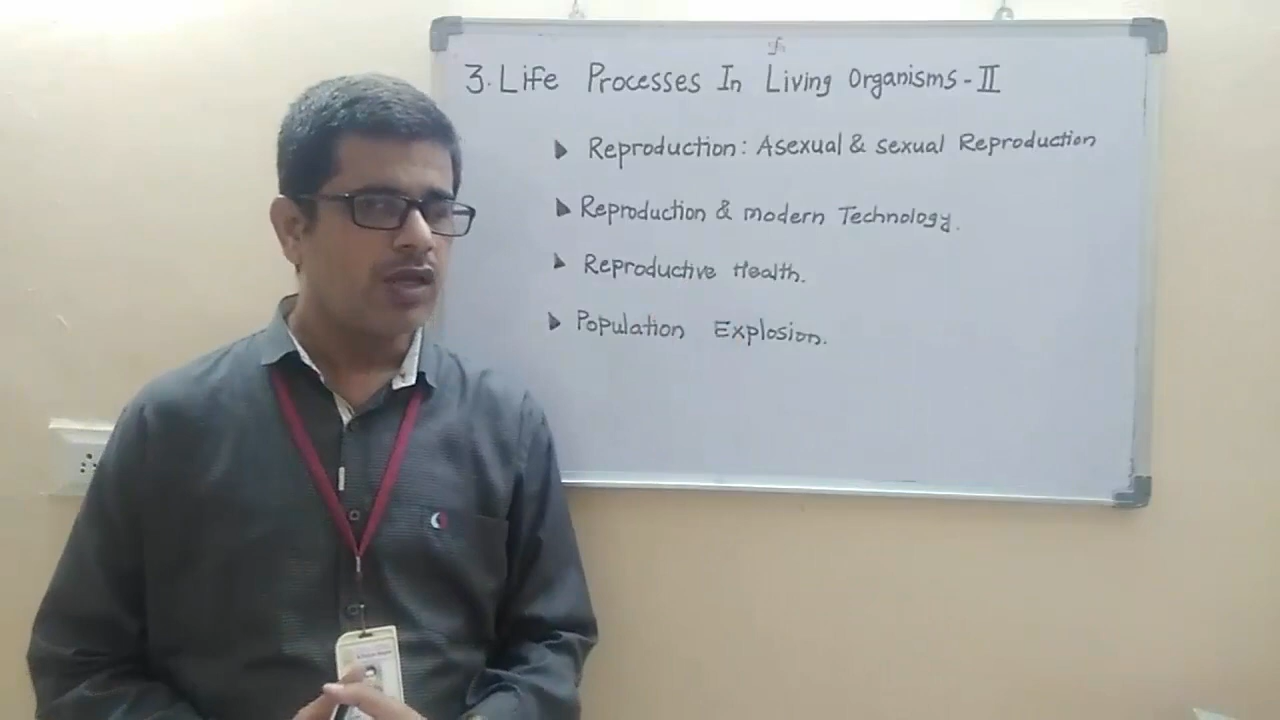 3. Life Processes In Living Organisms - II
▶ Reproduction: Asexual & sexual Reproduction
▶ Reproduction & modern Technology.
▶ Reproductive Health.
▶ Population Explosion.